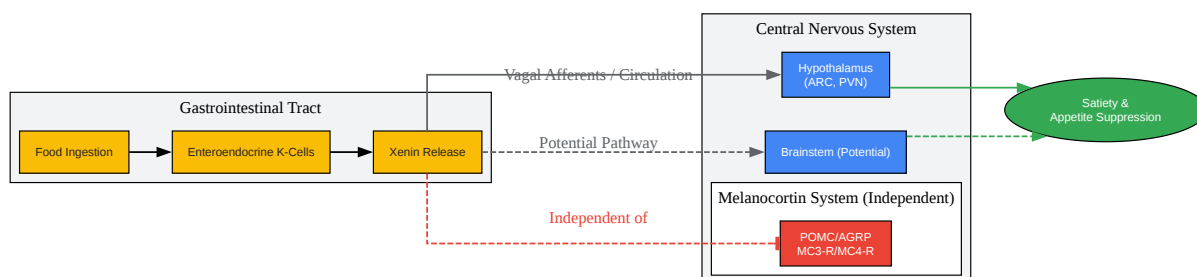 Central Nervous System
Hypothalamus
(ARC, PVN)
Vagal Afferents / Circulation
Gastrointestinal Tract
Satiety &
Appetite Suppression
Food Ingestion
Enteroendocrine K-Cells
Xenin Release
Potential Pathway
Brainstem (Potential)
Melanocortin System (Independent)
Independent of
POMC/AGRP
MC3-R/MC4-R